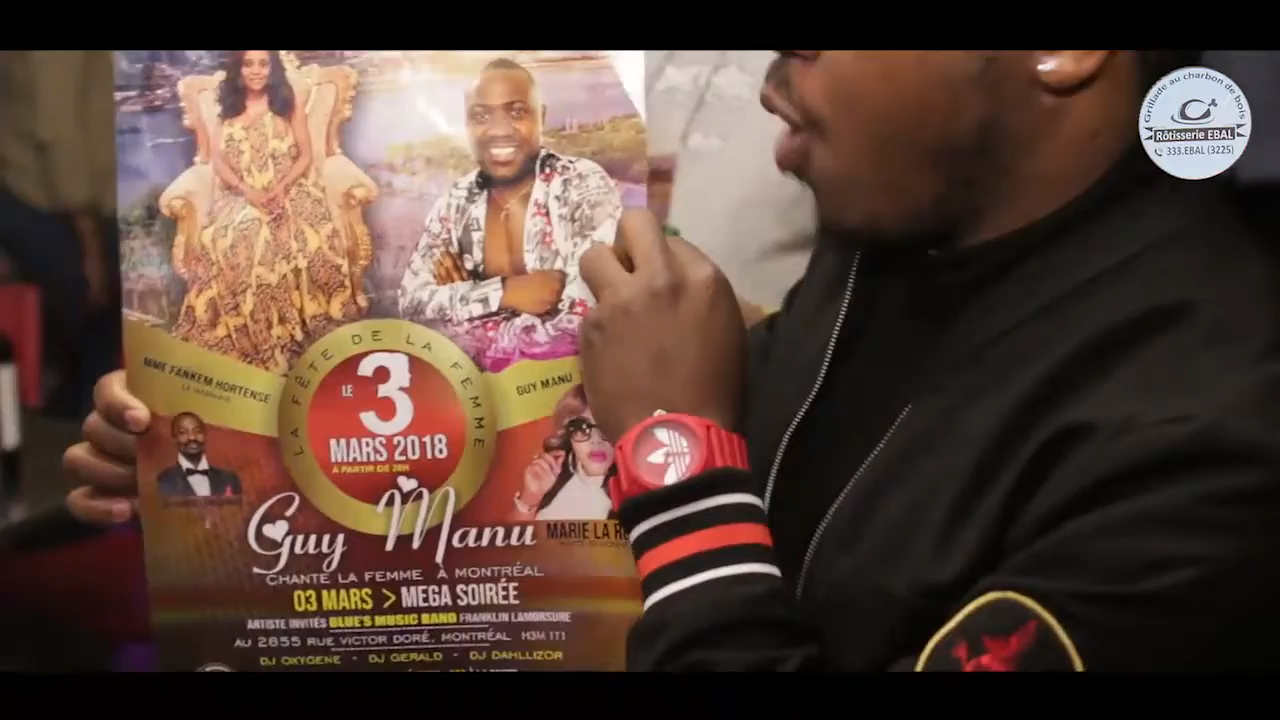 Grillade au charbon de bois
Rôtisserie EBAL
333.EBAL (3225)
LA FÊTE DE LA FEMME
MME FANKEM HORTENSE
GUY MANU
LE 3
MARS 2018
À PARTIR DE 20H
Guy Manu
MARIE LA
CHANTE LA FEMME À MONTRÉAL
03 MARS > MEGA SOIRÉE
ARTISTE INVITÉS BLUE'S MUSIC BAND FRANKLIN LAMORSURE
AU 2655 RUE VICTOR DORÉ, MONTRÉAL H3M 1T1
DJ OXYGENE - DJ GERALD - DJ DAHLLIZOR